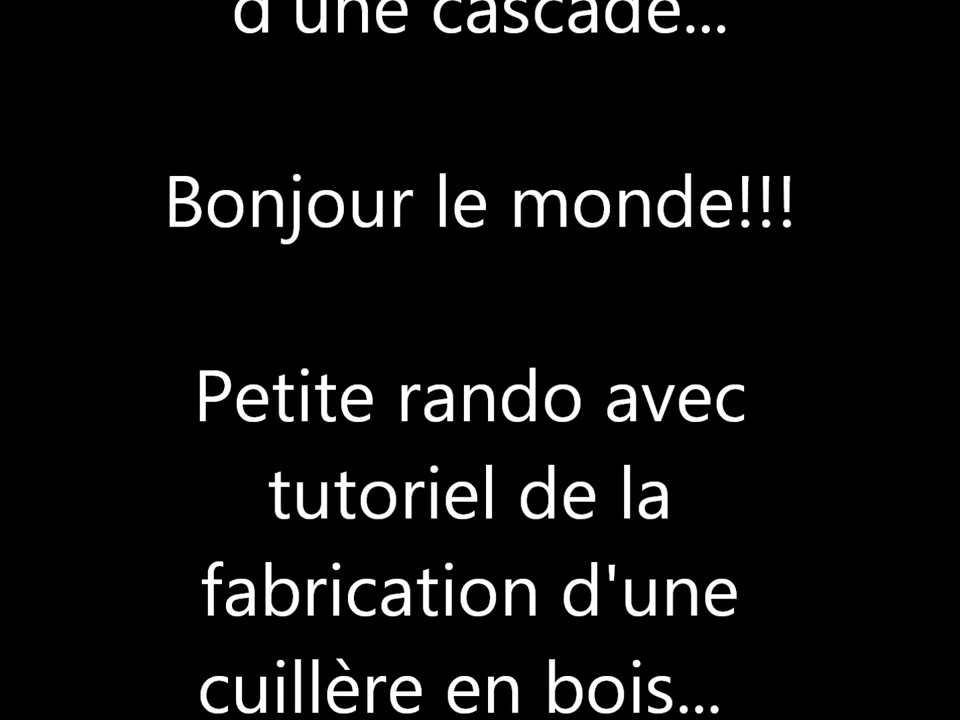 d'une cascade...
Bonjour le monde!!!
Petite rando avec
tutoriel de la
fabrication d'une
cuillère en bois...